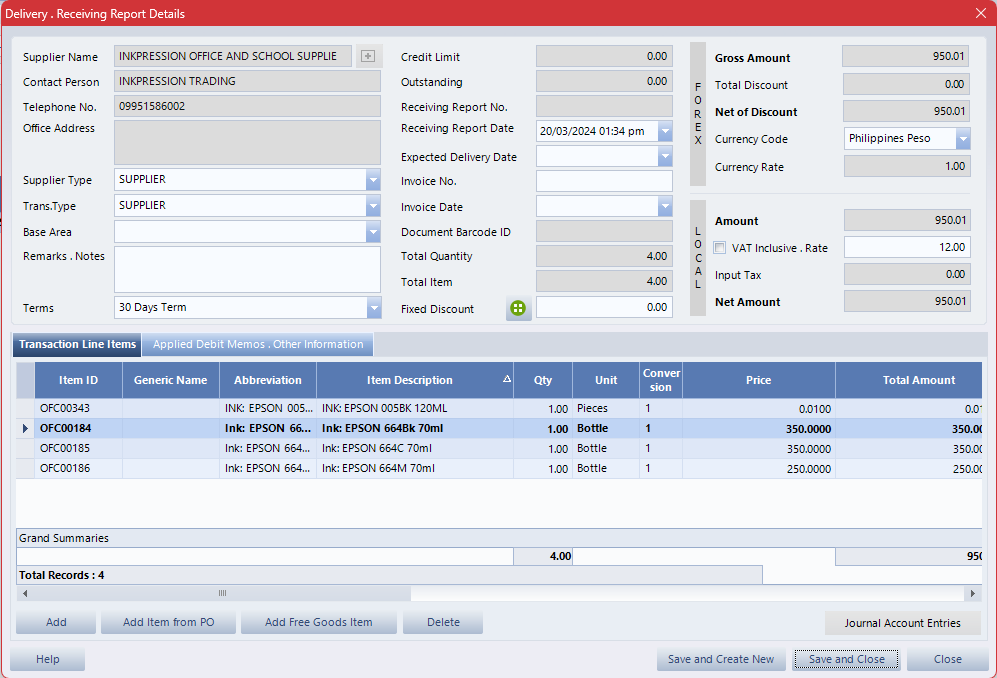 Delivery . Receiving Report Details
Supplier Name INKPRESSION OFFICE AND SCHOOL SUPPLIE
Contact Person INKPRESSION TRADING
Telephone No. 09951586002
Office Address
Supplier Type SUPPLIER
Trans.Type SUPPLIER
Base Area
Remarks . Notes
Terms 30 Days Term
Credit Limit 0.00
Outstanding 0.00
Receiving Report No.
Receiving Report Date 20/03/2024 01:34 pm
Expected Delivery Date
Invoice No.
Invoice Date
Document Barcode ID
Total Quantity 4.00
Total Item 4.00
Fixed Discount 0.00
FOREX
Gross Amount 950.01
Total Discount 0.00
Net of Discount 950.01
Currency Code Philippines Peso
Currency Rate 1.00
LOCAL
Amount 950.01
VAT Inclusive . Rate 12.00
Input Tax 0.00
Net Amount 950.01
Transaction Line Items Applied Debit Memos . Other Information
Item ID Generic Name Abbreviation Item Description Qty Unit Conversion Price Total Amount
OFC00343 INK: EPSON 005... INK: EPSON 005BK 120ML 1.00 Pieces 1 0.0100 0.01
OFC00184 Ink: EPSON 66... Ink: EPSON 664Bk 70ml 1.00 Bottle 1 350.0000 350.00
OFC00185 Ink: EPSON 664... Ink: EPSON 664C 70ml 1.00 Bottle 1 350.0000 350.00
OFC00186 Ink: EPSON 664... Ink: EPSON 664M 70ml 1.00 Bottle 1 250.0000 250.00
Grand Summaries
4.00 950
Total Records : 4
Add Add Item from PO Add Free Goods Item Delete Journal Account Entries
Help Save and Create New Save and Close Close